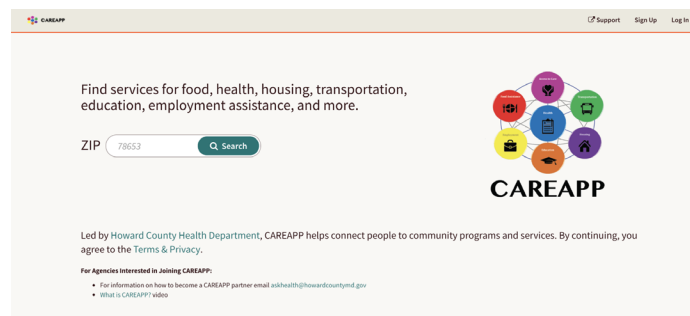 CAREAPP
Support Sign Up Log In
Find services for food, health, housing, transportation,
education, employment assistance, and more.
ZIP 78653 Search
CAREAPP
Led by Howard County Health Department, CAREAPP helps connect people to community programs and services. By continuing, you
agree to the Terms & Privacy.
For Agencies Interested in Joining CAREAPP:
• For information on how to become a CAREAPP partner email askhealth@howardcountymd.gov
• What is CAREAPP? video